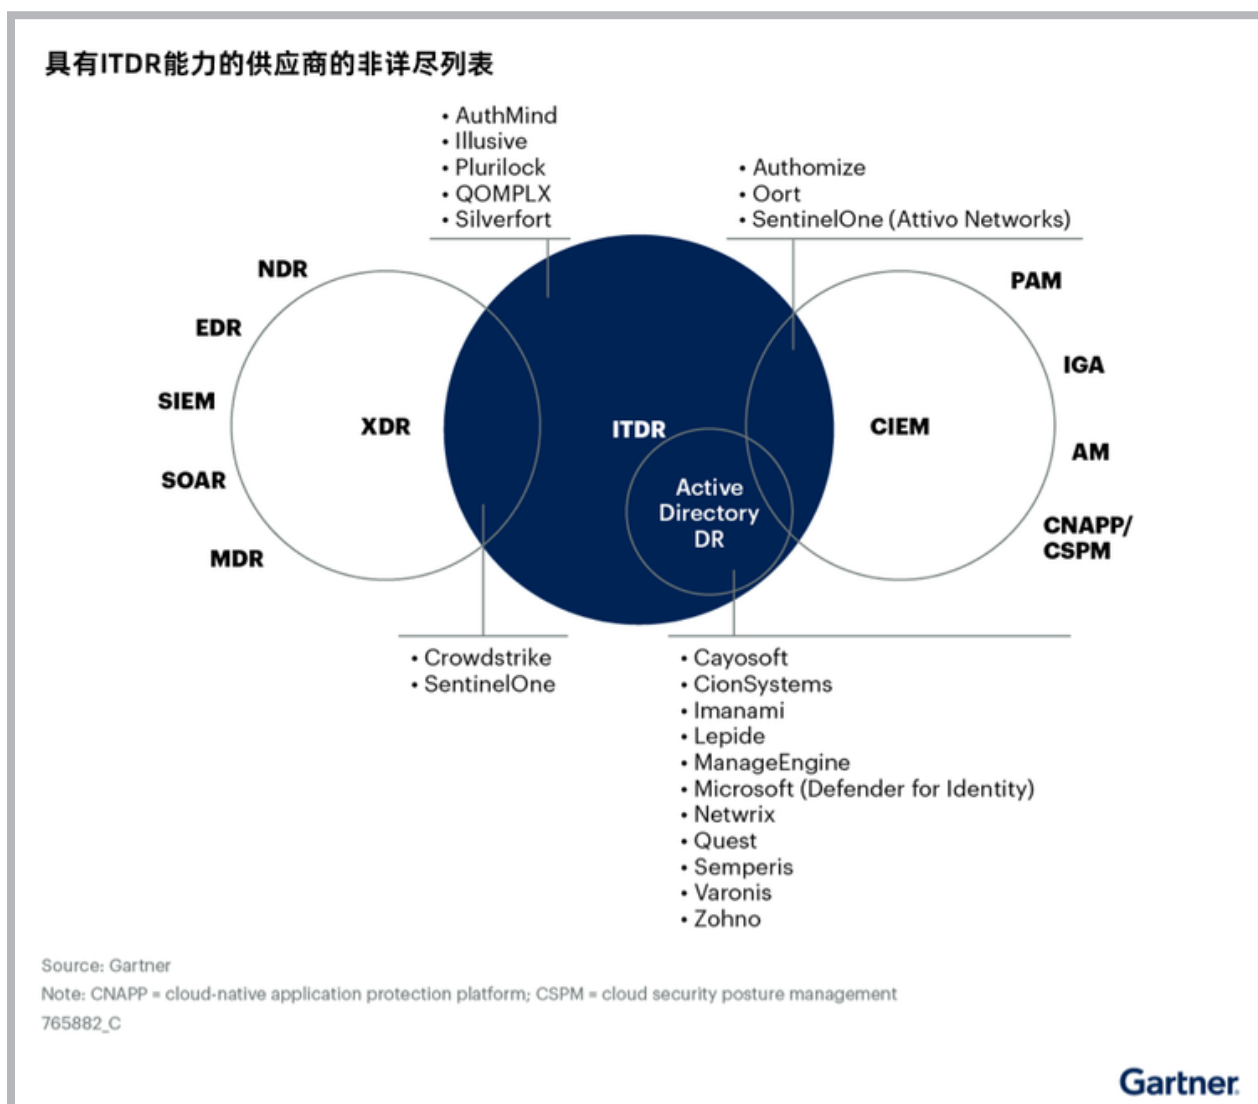 具有ITDR能力的供应商的非详尽列表
• AuthMind
• Illusive
• Plurilock
• QOMPLX
• Silverfort
• Authomize
• Oort
• SentinelOne (Attivo Networks)
NDR
EDR
SIEM
SOAR
MDR
XDR
ITDR
Active
Directory
DR
CIEM
PAM
IGA
AM
CNAPP/
CSPM
• Crowdstrike
• SentinelOne
• Cayosoft
• CionSystems
• Imanami
• Lepide
• ManageEngine
• Microsoft (Defender for Identity)
• Netwrix
• Quest
• Semperis
• Varonis
• Zohno
Source: Gartner
Note: CNAPP = cloud-native application protection platform; CSPM = cloud security posture management
765882_C
Gartner